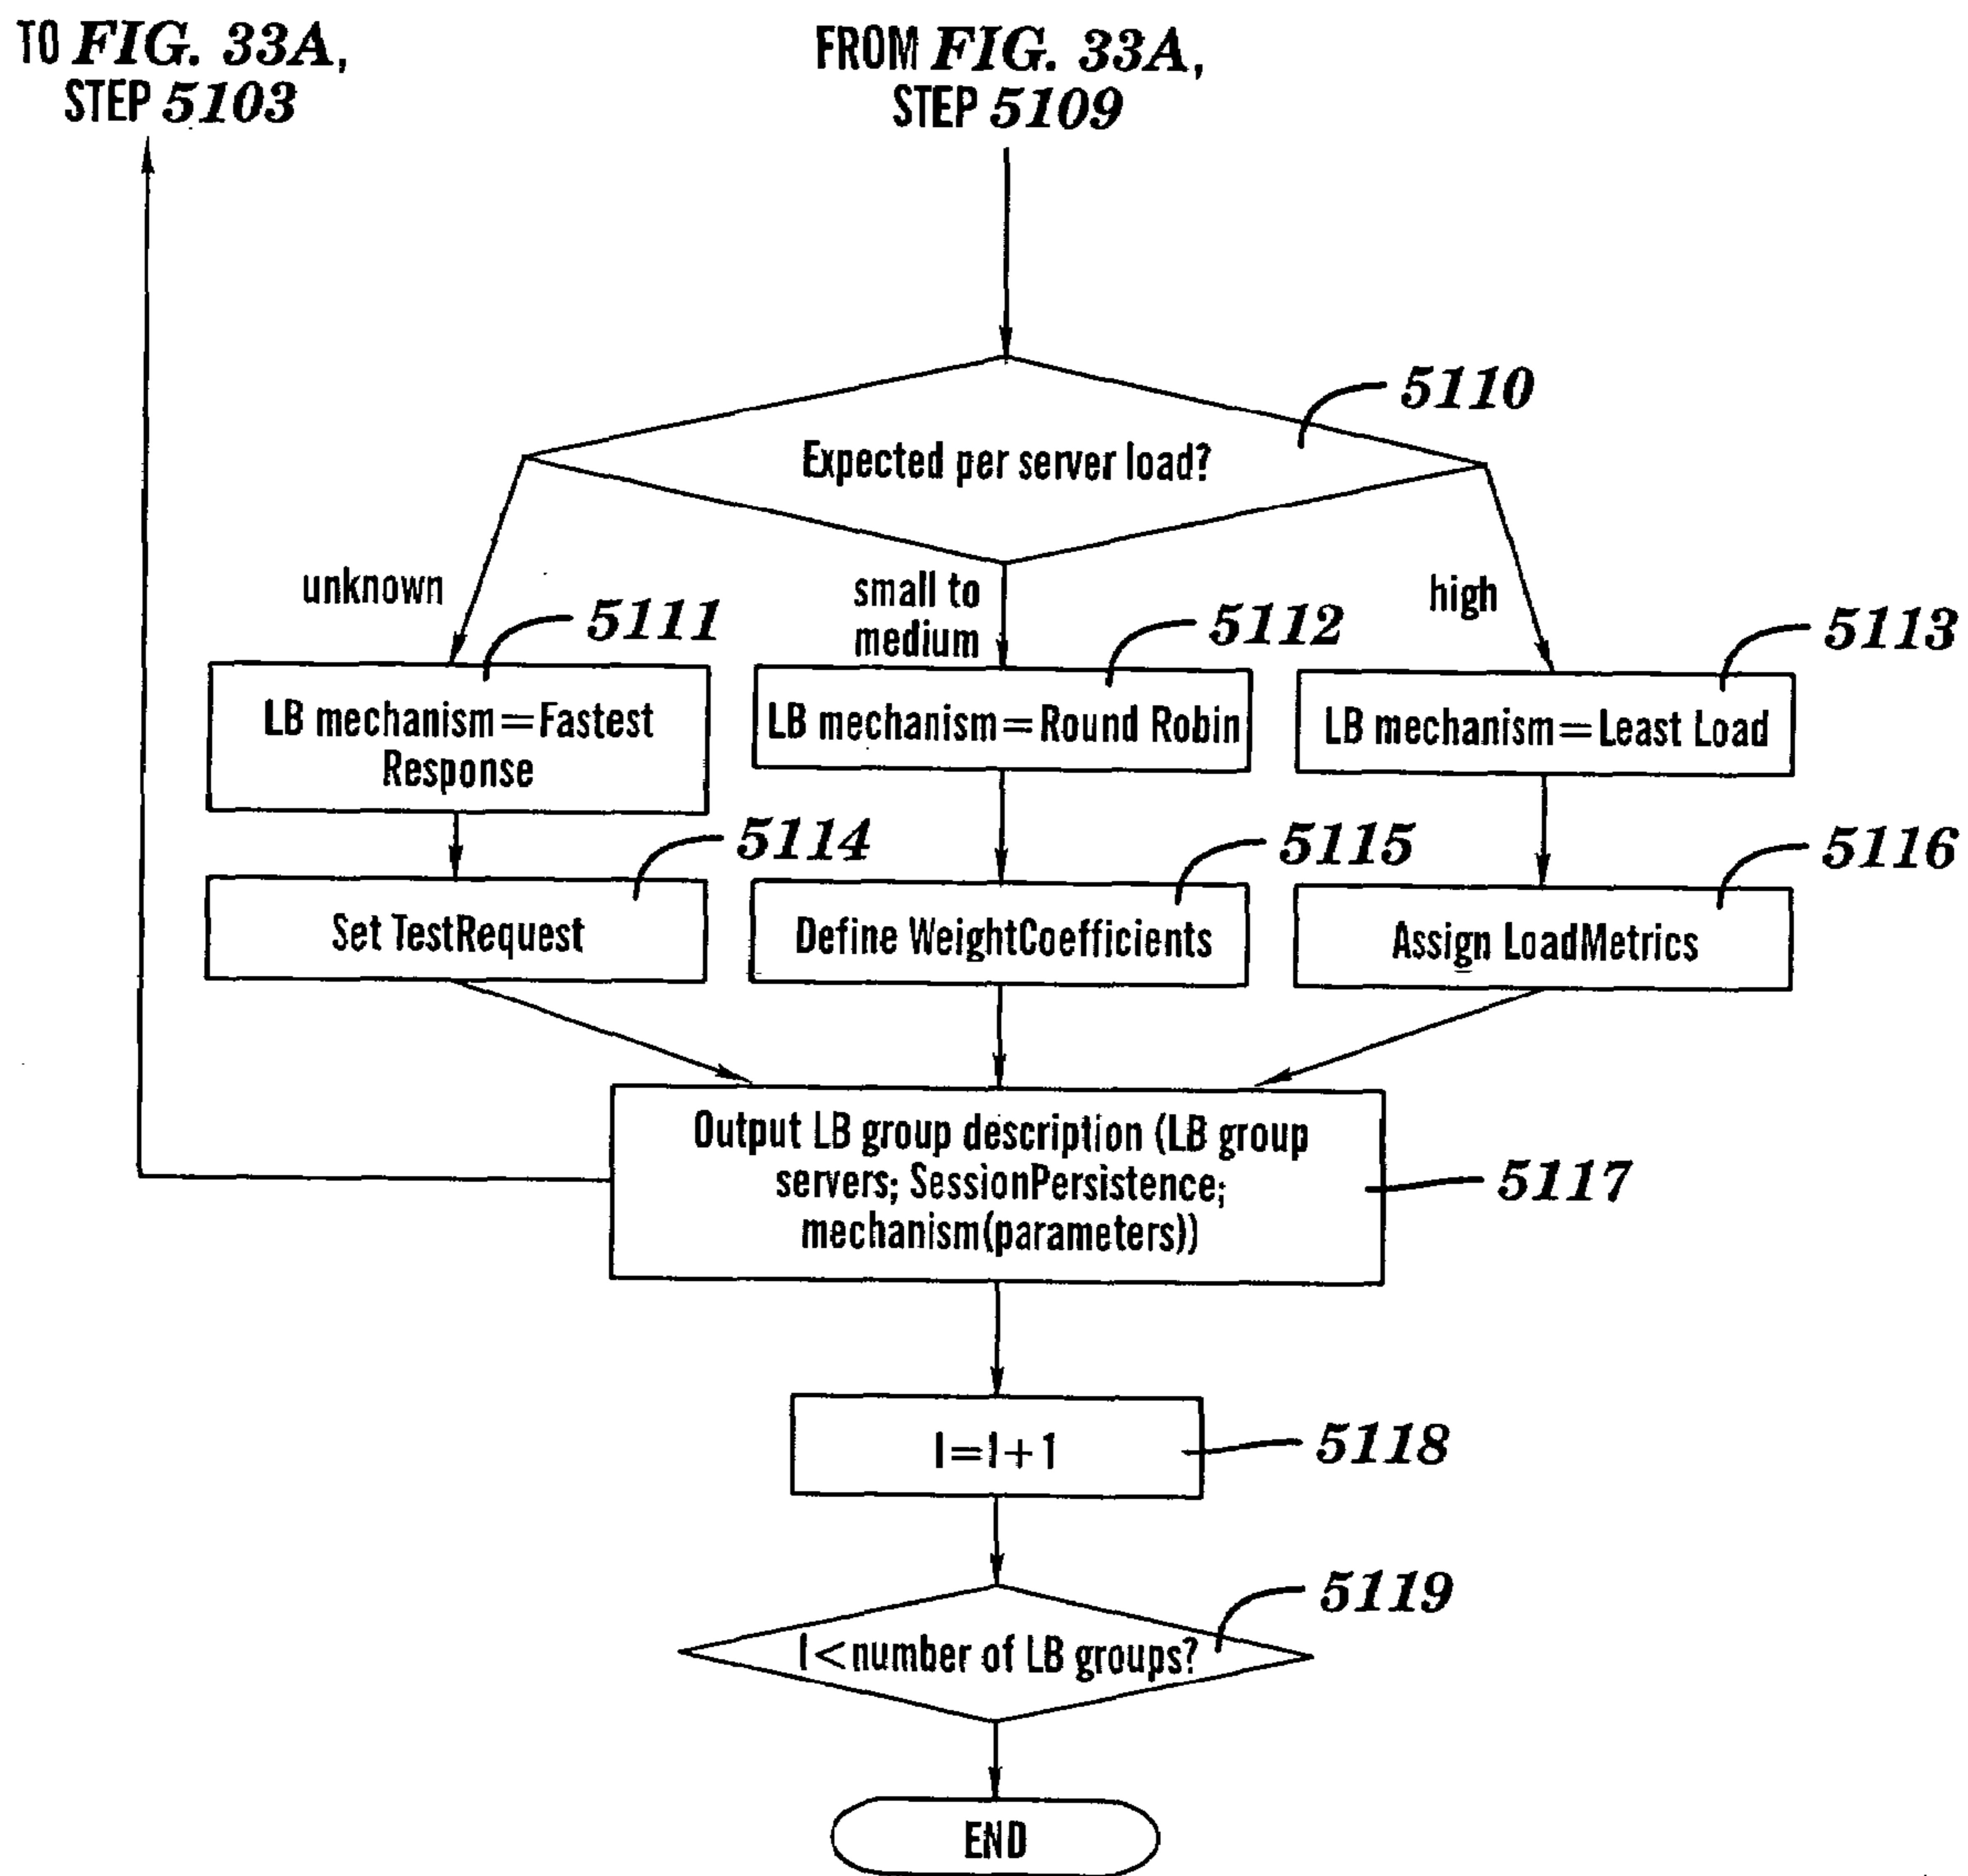 TO FIG. 33A,
STEP 5103
FROM FIG. 33A,
STEP 5109
5110
Expected per server load?
unknown
small to
medium
high
5111
5112
5113
LB mechanism=Fastest
Response
LB mechanism=Round Robin
LB mechanism=Least Load
5114
5115
5116
Set TestRequest
Define WeightCoefficients
Assign LoadMetrics
Output LB group description (LB group
servers; SessionPersistence;
mechanism(parameters))
5117
I=I+1
5118
5119
I<number of LB groups?
END